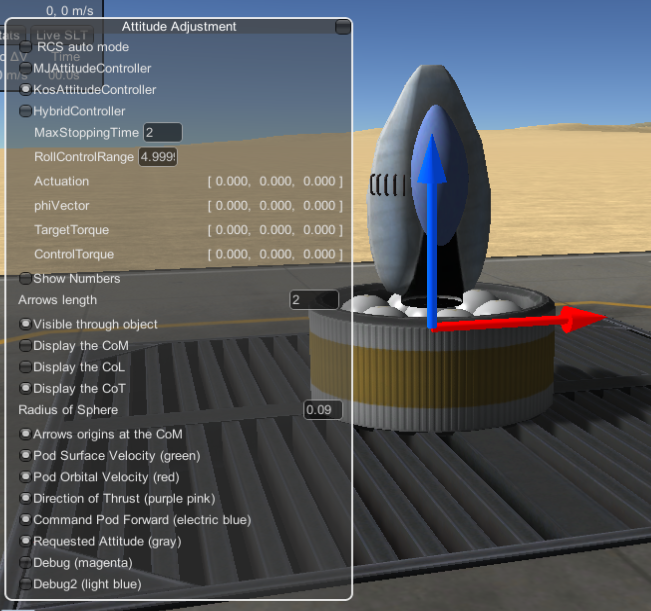 0, 0 m/s
Attitude Adjustment
ats Live SLT
RCS auto mode
ΔV Time
MJAttitudeController
m/s 00.0s
KosAttitudeController
HybridController
MaxStoppingTime 2
RollControlRange 4.999
Actuation [ 0.000, 0.000, 0.000 ]
phiVector [ 0.000, 0.000, 0.000 ]
TargetTorque [ 0.000, 0.000, 0.000 ]
ControlTorque [ 0.000, 0.000, 0.000 ]
Show Numbers
Arrows length 2
Visible through object
Display the CoM
Display the CoL
Display the CoT
Radius of Sphere 0.09
Arrows origins at the CoM
Pod Surface Velocity (green)
Pod Orbital Velocity (red)
Direction of Thrust (purple pink)
Command Pod Forward (electric blue)
Requested Attitude (gray)
Debug (magenta)
Debug2 (light blue)